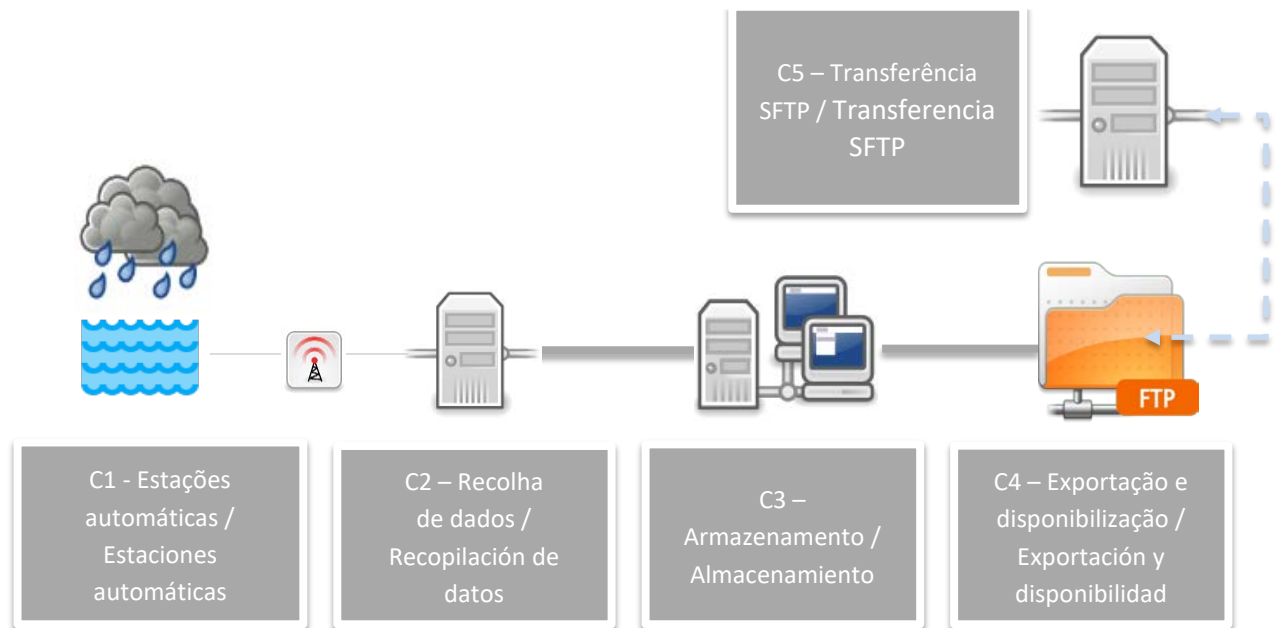 C5 – Transferência
SFTP / Transferencia
SFTP
FTP
C1 - Estações
automáticas /
Estaciones
automáticas
C2 – Recolha
de dados /
Recopilación de
datos
C3 –
Armazenamento /
Almacenamiento
C4 – Exportação e
disponibilização /
Exportación y
disponibilidad